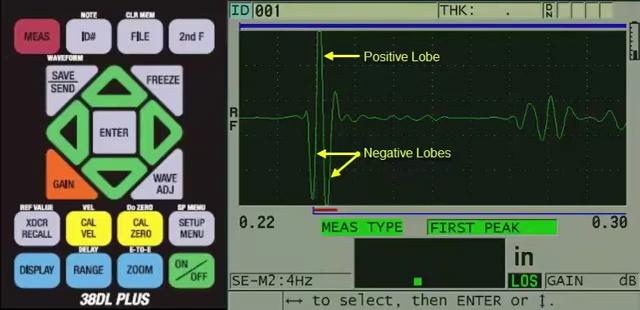 NOTE
CLR MEM
MEAS
ID#
FILE
2nd F
WAVEFORM
SAVE/
SEND
FREEZE
ENTER
GAIN
WAVE
ADJ
REF VALUE
VEL
Do ZERO
SP MENU
XDCR
RECALL
CAL
VEL
CAL
ZERO
SETUP
MENU
DELAY
E-TO-E
DISPLAY
RANGE
ZOOM
ON/
OFF
38DL PLUS
ID 001
THK: .
DN
Positive Lobe
RF
Negative Lobes
0.22
0.30
MEAS TYPE
FIRST PEAK
in
SE-M2:4Hz
LOS
GAIN dB
↔ to select, then ENTER or ↕.